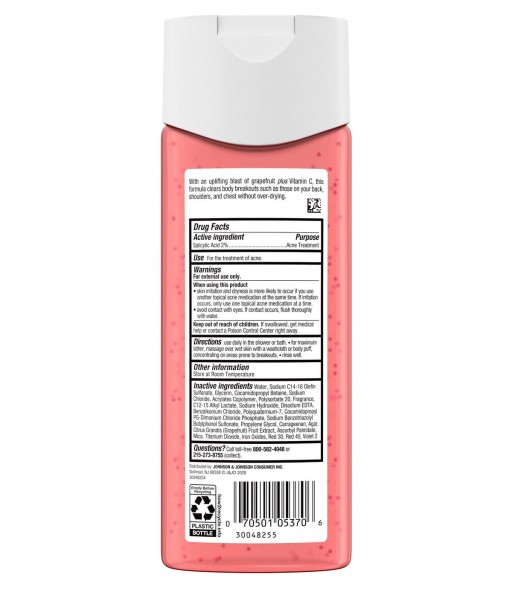 With an uplifting blast of grapefruit plus Vitamin C, this
formula clears body breakouts such as those on your back,
shoulders, and chest without over-drying.
Drug Facts
Active ingredient Purpose
Salicylic Acid 2%..........................Acne Treatment
Use For the treatment of acne.
Warnings
For external use only.
When using this product
• skin irritation and dryness is more likely to occur if you use
another topical acne medication at the same time. If irritation
occurs, only use one topical acne medication at a time.
• avoid contact with eyes. If contact occurs, flush thoroughly
with water.
Keep out of reach of children. If swallowed, get medical
help or contact a Poison Control Center right away.
Directions use daily in the shower or bath. • for maximum
lather, massage over wet skin with a washcloth or body puff,
concentrating on areas prone to breakouts. • rinse well.
Other information
Store at Room Temperature
Inactive ingredients Water, Sodium C14-16 Olefin
Sulfonate, Glycerin, Cocamidopropyl Betaine, Sodium
Chloride, Acrylates Copolymer, Polysorbate 20, Fragrance,
C12-15 Alkyl Lactate, Sodium Hydroxide, Disodium EDTA,
Benzalkonium Chloride, Polyquaternium-7, Cocamidopropyl
PG-Dimonium Chloride Phosphate, Sodium Benzotriazolyl
Butylphenol Sulfonate, Propylene Glycol, Carrageenan, Agar,
Citrus Grandis (Grapefruit) Fruit Extract, Ascorbyl Palmitate,
Mica, Titanium Dioxide, Iron Oxides, Red 30, Red 40, Violet 2
Questions? Call toll-free 800-582-4048 or
215-273-8755 (collect).
Distributed by: JOHNSON & JOHNSON CONSUMER INC.
Skillman, NJ 08558 © J&JCI 2020
Empty Before
Recycling
PLASTIC
BOTTLE
how2recycle.info
0 70501 05370 6
30048255